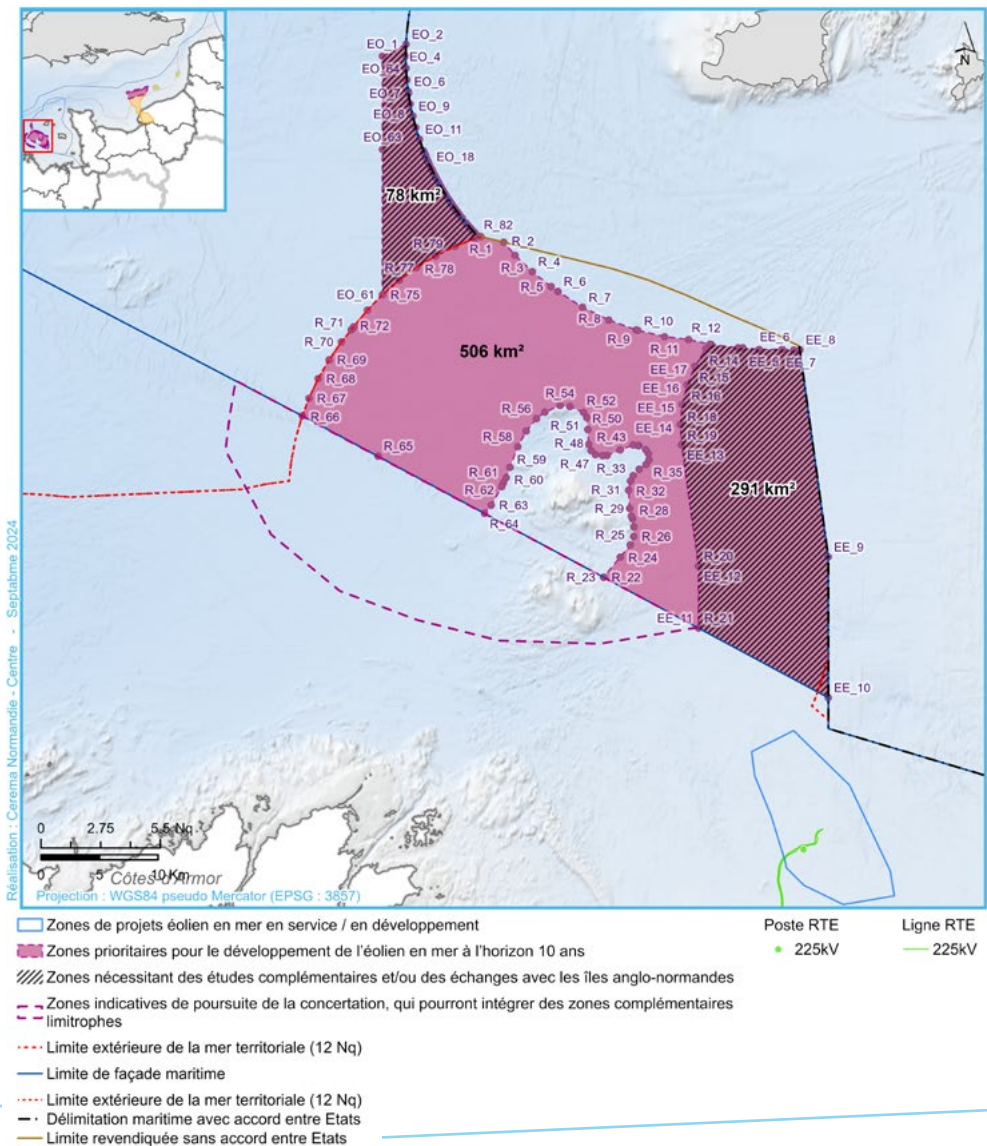 EO_1
EO_2
EO_64
EO_4
EO_6
EO_7
EO_9
EO_8
EO_11
EO_63
EO_18
N
78 km²
R_82
R_79
R_1
R_2
R_78
R_3
R_4
R_77
R_5
R_6
EO_61
R_75
R_7
R_71
R_72
R_8
R_70
R_9
R_10
R_12
EE_6
EE_8
R_69
506 km²
R_11
R_14
EE_7
R_68
EE_17
R_15
R_67
EE_16
R_16
R_66
R_54
R_52
EE_15
R_18
R_56
R_50
R_51
R_43
EE_14
R_19
R_58
R_48
EE_13
R_65
R_59
R_47
R_33
R_35
R_61
R_60
R_31
R_32
291 km²
R_62
R_63
R_29
R_28
R_64
R_25
R_26
R_24
R_20
EE_9
R_23
R_22
EE_12
EE_11
R_21
EE_10
0 2.75 5.5 Nq
0 5 10 Km
Côtes d'Armor
Projection : WGS84 pseudo Mercator (EPSG : 3857)
Réalisation : Cerema Normandie - Centre - Septabme 2024
Zones de projets éolien en mer en service / en développement
Zones prioritaires pour le développement de l'éolien en mer à l'horizon 10 ans
Zones nécessitant des études complémentaires et/ou des échanges avec les îles anglo-normandes
Zones indicatives de poursuite de la concertation, qui pourront intégrer des zones complémentaires
limitrophes
Limite extérieure de la mer territoriale (12 Nq)
Limite de façade maritime
Limite extérieure de la mer territoriale (12 Nq)
Délimitation maritime avec accord entre Etats
Limite revendiquée sans accord entre Etats
Poste RTE
225kV
Ligne RTE
225kV